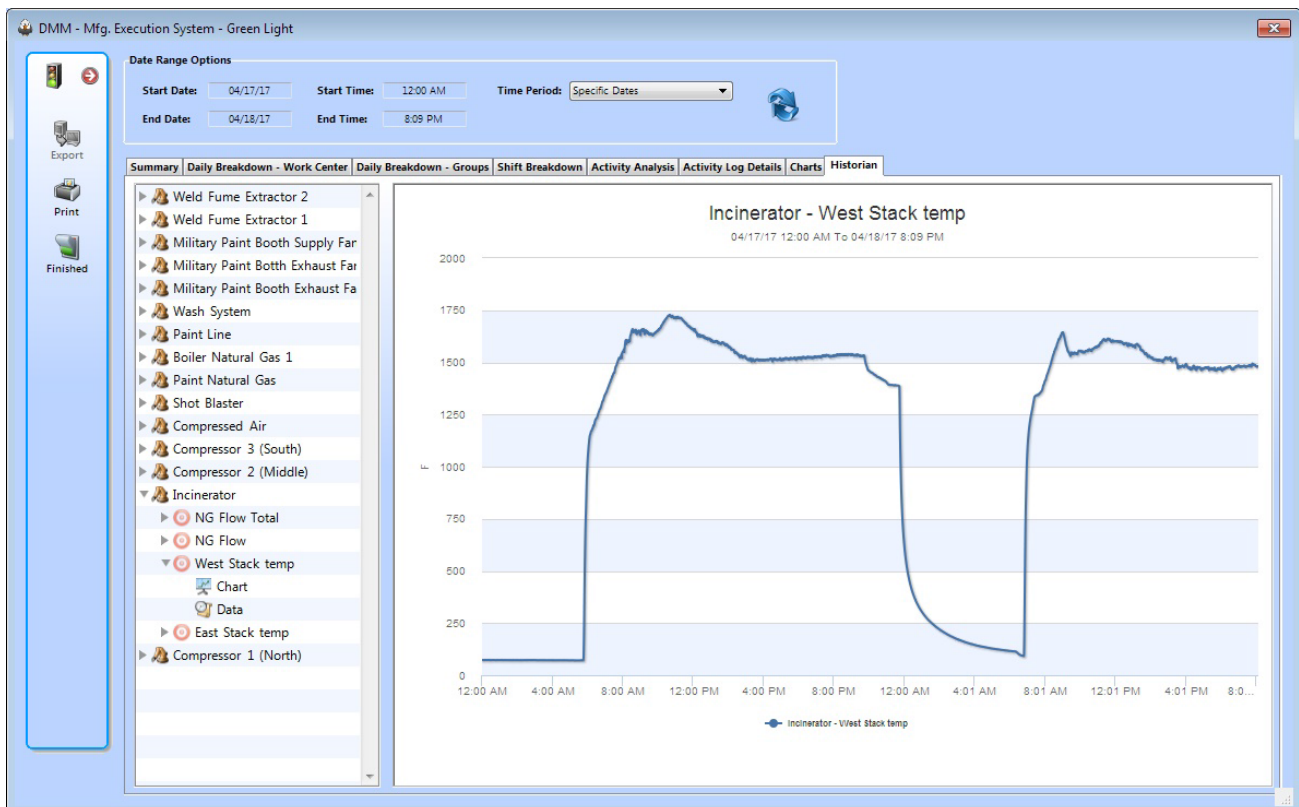 DMM - Mfg. Execution System - Green Light
Date Range Options
Start Date: 04/17/17 Start Time: 12:00 AM Time Period: Specific Dates
End Date: 04/18/17 End Time: 8:09 PM
Export
Print
Finished
Summary Daily Breakdown - Work Center Daily Breakdown - Groups Shift Breakdown Activity Analysis Activity Log Details Charts Historian
Weld Fume Extractor 2
Weld Fume Extractor 1
Military Paint Booth Supply Far
Military Paint Botth Exhaust Far
Military Paint Booth Exhaust Fa
Wash System
Paint Line
Boiler Natural Gas 1
Paint Natural Gas
Shot Blaster
Compressed Air
Compressor 3 (South)
Compressor 2 (Middle)
Incinerator
NG Flow Total
NG Flow
West Stack temp
Chart
Data
East Stack temp
Compressor 1 (North)
Incinerator - West Stack temp
04/17/17 12:00 AM To 04/18/17 8:09 PM
2000
1750
1500
1250
F 1000
750
500
250
0
12:00 AM 4:00 AM 8:00 AM 12:00 PM 4:00 PM 8:00 PM 12:00 AM 4:01 AM 8:01 AM 12:01 PM 4:01 PM 8:0...
Incinerator - West Stack temp